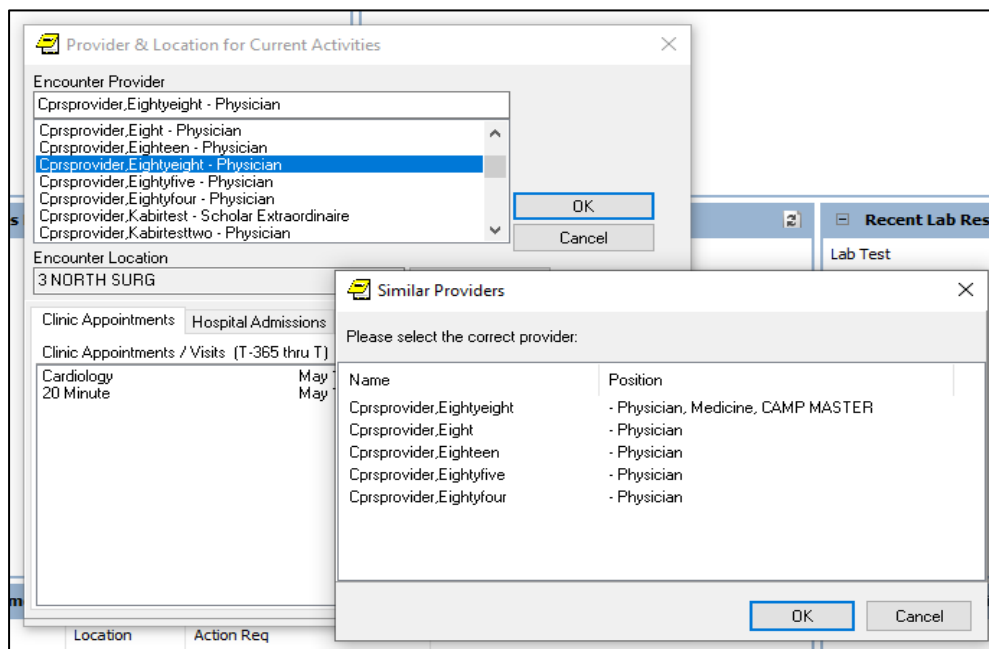 Provider & Location for Current Activities
Encounter Provider
Cprsprovider,Eightyeight - Physician
Cprsprovider,Eight - Physician
Cprsprovider,Eighteen - Physician
Cprsprovider,Eightyeight - Physician
Cprsprovider,Eightyfive - Physician
Cprsprovider,Eightyfour - Physician
Cprsprovider,Kabirtest - Scholar Extraordinaire
Cprsprovider,Kabirtesttwo - Physician
OK
Cancel
Encounter Location
3 NORTH SURG
Clinic Appointments Hospital Admissions
Clinic Appointments / Visits (T-365 thru T)
Cardiology May
20 Minute May
Recent Lab Res
Lab Test
Similar Providers
Please select the correct provider:
Name Position
Cprsprovider,Eightyeight - Physician, Medicine, CAMP MASTER
Cprsprovider,Eight - Physician
Cprsprovider,Eighteen - Physician
Cprsprovider,Eightyfive - Physician
Cprsprovider,Eightyfour - Physician
OK Cancel
Location Action Req